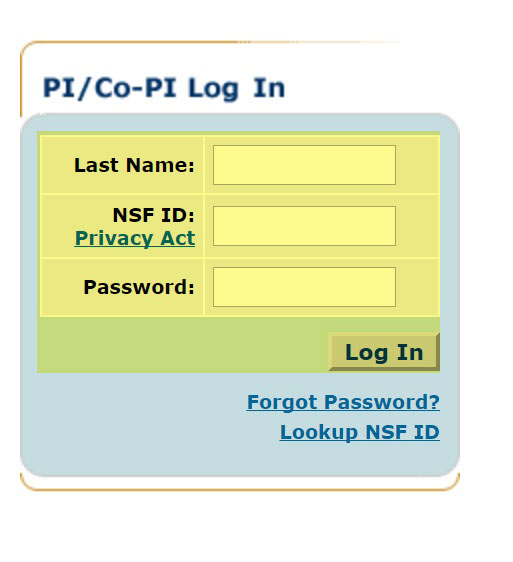 PI/Co-PI Log In
Last Name:
NSF ID:
Privacy Act
Password:
Log In
Forgot Password?
Lookup NSF ID